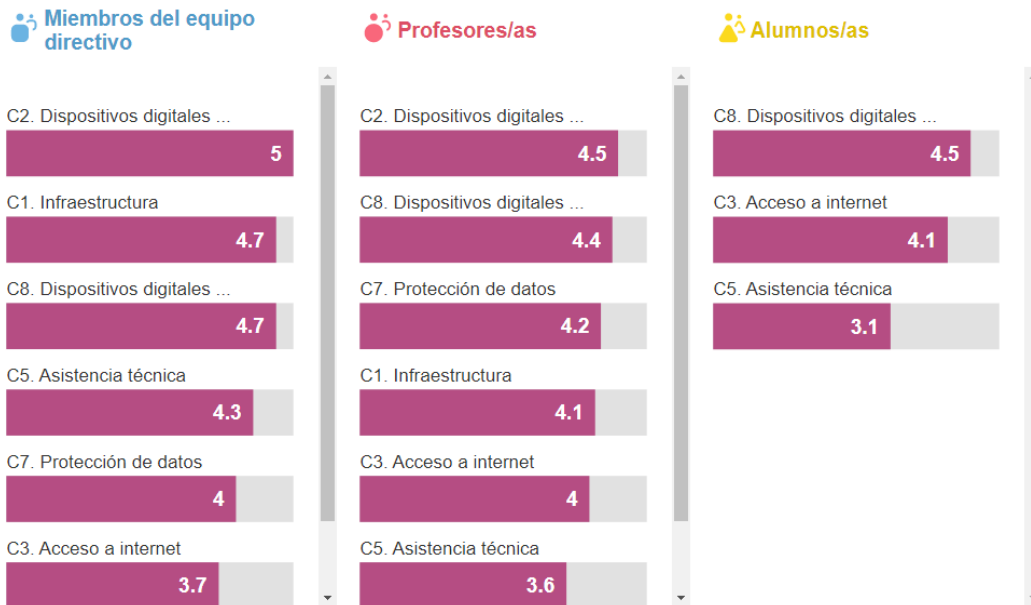 Miembros del equipo
directivo
C2. Dispositivos digitales ...
5
C1. Infraestructura
4.7
C8. Dispositivos digitales ...
4.7
C5. Asistencia técnica
4.3
C7. Protección de datos
4
C3. Acceso a internet
3.7
Profesores/as
C2. Dispositivos digitales ...
4.5
C8. Dispositivos digitales ...
4.4
C7. Protección de datos
4.2
C1. Infraestructura
4.1
C3. Acceso a internet
4
C5. Asistencia técnica
3.6
Alumnos/as
C8. Dispositivos digitales ...
4.5
C3. Acceso a internet
4.1
C5. Asistencia técnica
3.1